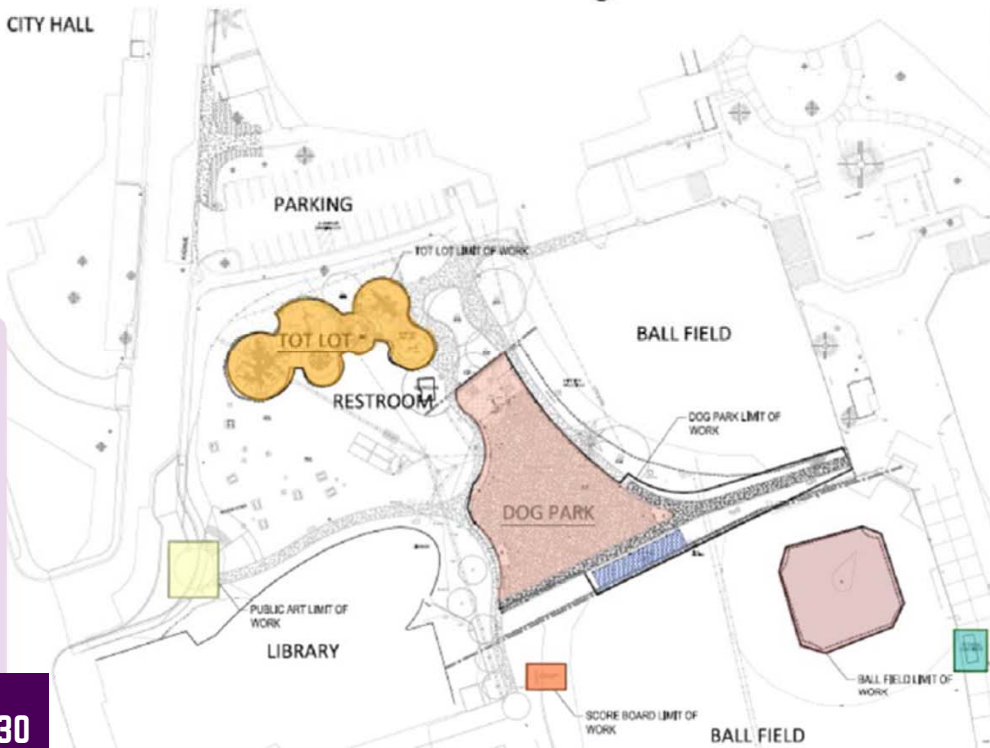 CITY HALL
PARKING
TOT LOT LIMIT OF WORK
TOT LOT
BALL FIELD
RESTROOM
DOG PARK LIMIT OF
WORK
DOG PARK
PUBLIC ART LIMIT OF
WORK
LIBRARY
BALL FIELD LIMIT OF
WORK
SCORE BOARD LIMIT OF
WORK
BALL FIELD
30